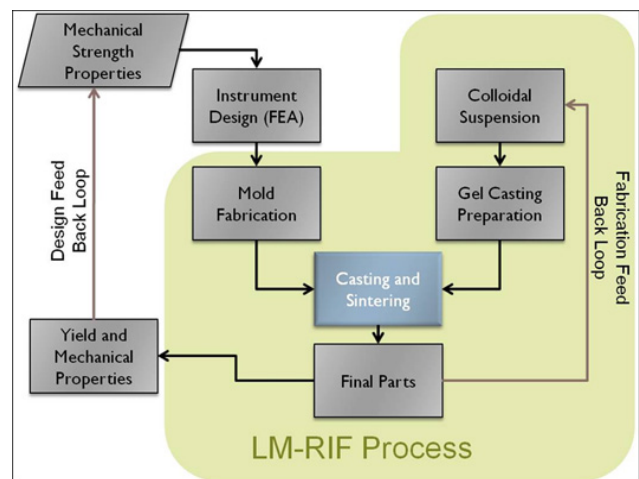 Mechanical
Strength
Properties
Instrument
Design (FEA)
Colloidal
Suspension
Mold
Fabrication
Gel Casting
Preparation
Design Feed
Back Loop
Fabrication Feed
Back Loop
Casting and
Sintering
Yield and
Mechanical
Properties
Final Parts
LM-RIF Process